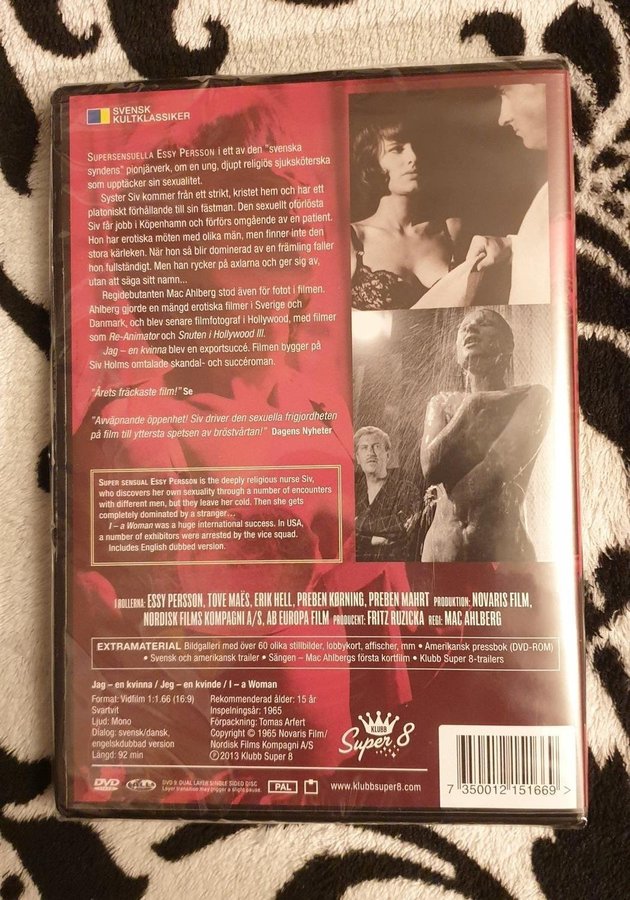 SVENSK
KULTKLASSIKER
SUPERSENSUELLA ESSY PERSSON i ett av den "svenska
syndens" pionjärverk, om en ung, djupt religiös sjuksköterska
som upptäcker sin sexualitet.
Syster Siv kommer från ett strikt, kristet hem och har ett
platoniskt förhållande till sin fästman. Den sexuellt oförlösta
Siv får jobb i Köpenhamn och förförs omgående av en patient.
Hon har erotiska möten med olika män, men finner inte den
stora kärleken. När hon så blir dominerad av en främling faller
hon fullständigt. Men han rycker på axlarna och ger sig av,
utan att säga sitt namn...
Regidebutanten Mac Ahlberg stod även för fotot i filmen.
Ahlberg gjorde en mängd erotiska filmer i Sverige och
Danmark, och blev senare filmfotograf i Hollywood, med filmer
som Re-Animator och Snuten i Hollywood III.
Jag – en kvinna blev en exportsuccé. Filmen bygger på
Siv Holms omtalade skandal- och succéroman.
"Årets fräckaste film!" Se
"Avväpnande öppenhet! Siv driver den sexuella frigjordheten
på film till yttersta spetsen av bröstvårtan!" Dagens Nyheter
SUPER SENSUAL ESSY PERSSON is the deeply religious nurse Siv,
who discovers her own sexuality through a number of encounters
with different men, but they leave her cold. Then she gets
completely dominated by a stranger...
I – a Woman was a huge international success. In USA,
a number of exhibitors were arrested by the vice squad.
Includes English dubbed version.
I ROLLERNA: ESSY PERSSON, TOVE MAËS, ERIK HELL, PREBEN KØRNING, PREBEN MAHRT PRODUKTION: NOVARIS FILM,
NORDISK FILMS KOMPAGNI A/S, AB EUROPA FILM PRODUCENT: FRITZ RUZICKA REGI: MAC AHLBERG
EXTRAMATERIAL Bildgalleri med över 60 olika stillbilder, lobbykort, affischer, mm • Amerikansk pressbok (DVD-ROM)
• Svensk och amerikansk trailer • Sängen – Mac Ahlbergs första kortfilm • Klubb Super 8-trailers
Jag – en kvinna / Jeg – en kvinde / I – a Woman
Format: Vidfilm 1:1.66 (16:9)
Svartvit
Ljud: Mono
Dialog: svensk/dansk,
engelskdubbad version
Längd: 92 min
Rekommenderad ålder: 15 år
Inspelningsår: 1965
Förpackning: Tomas Arfert
Copyright © 1965 Novaris Film/
Nordisk Films Kompagni A/S
℗ 2013 Klubb Super 8
KLUBB
Super 8
DVD
DVD 9: DUAL LAYER SINGLE SIDED DISC
Layer transition may trigger a slight pause.
PAL
www.klubbsuper8.com
7 350012 151669 >